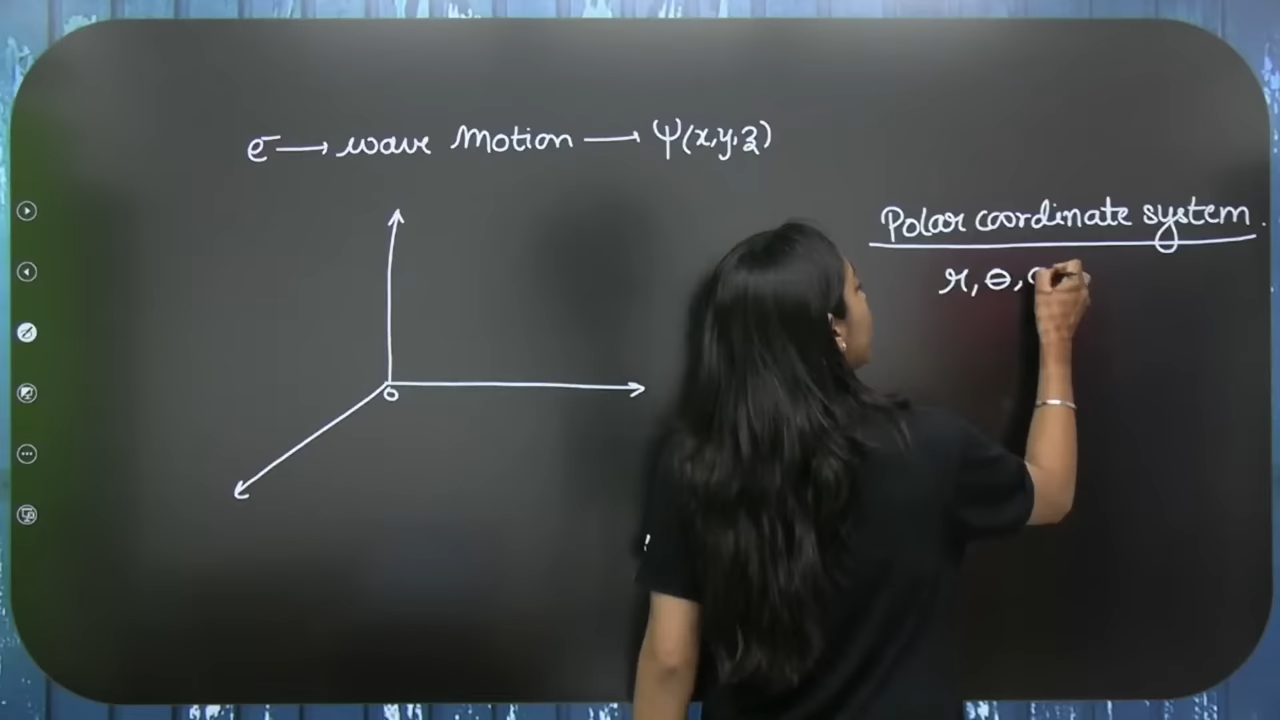 e⁻ → wave Motion → Ψ(x,y,z)
Polar coordinate system.
r, θ,
o